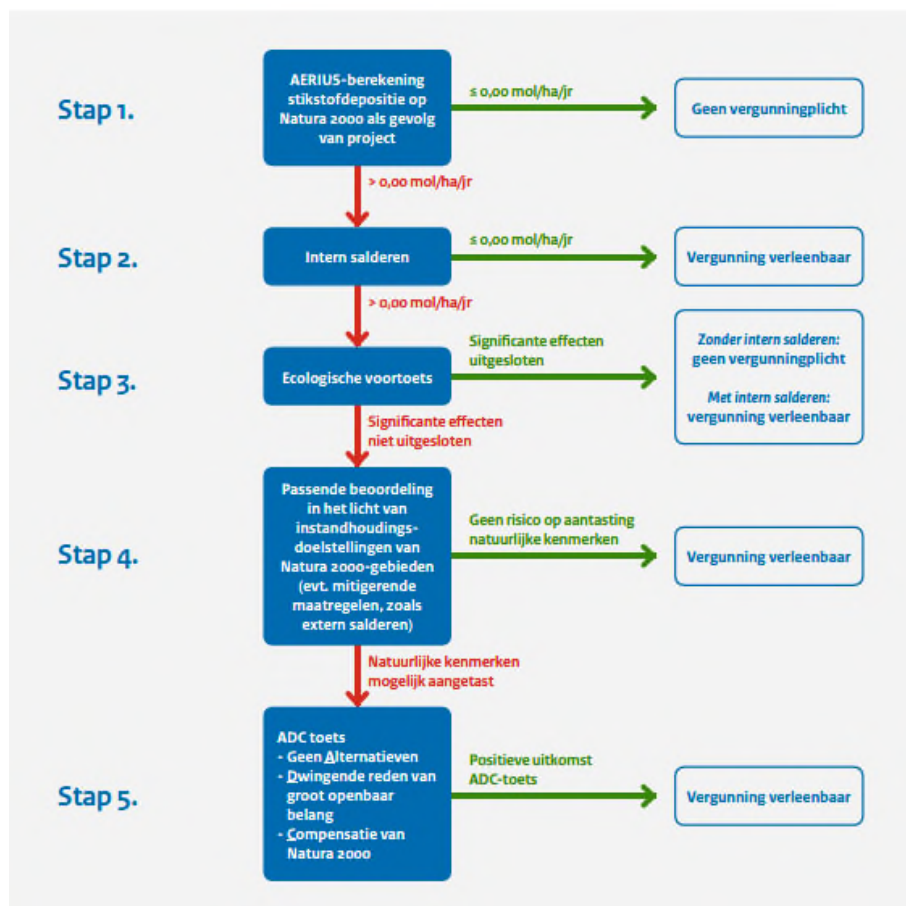 Stap 1.
AERIUS-berekening
stikstofdepositie op
Natura 2000 als gevolg
van project
≤ 0,00 mol/ha/jr
Geen vergunningplicht
> 0,00 mol/ha/jr
Stap 2.
Intern salderen
≤ 0,00 mol/ha/jr
Vergunning verleenbaar
> 0,00 mol/ha/jr
Stap 3.
Ecologische voortoets
Significante effecten
uitgesloten
Zonder intern salderen:
geen vergunningplicht
Met intern salderen:
vergunning verleenbaar
Significante effecten
niet uitgesloten
Stap 4.
Passende beoordeling
in het licht van
instandhoudings-
doelstellingen van
Natura 2000-gebieden
(evt. mitigerende
maatregelen, zoals
extern salderen)
Geen risico op aantasting
natuurlijke kenmerken
Vergunning verleenbaar
Natuurlijke kenmerken
mogelijk aangetast
Stap 5.
ADC toets
- Geen Alternatieven
- Dwingende reden van
groot openbaar
belang
- Compensatie van
Natura 2000
Positieve uitkomst
ADC-toets
Vergunning verleenbaar